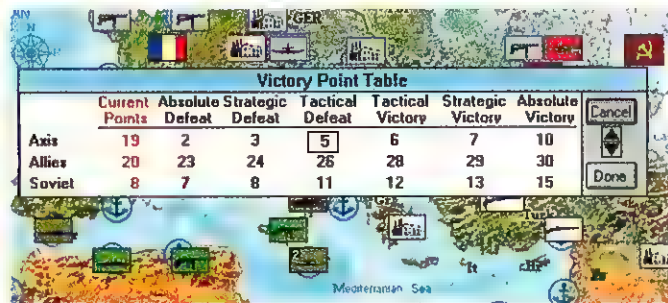 GER
Victory Point Table
Current Points Absolute Defeat Strategic Defeat Tactical Defeat Tactical Victory Strategic Victory Absolute Victory
Axis 19 2 3 5 6 7 10
Allies 20 23 24 26 28 29 30
Soviet 8 7 8 11 12 13 15
Cancel
Done
2
Mediterranean Sea